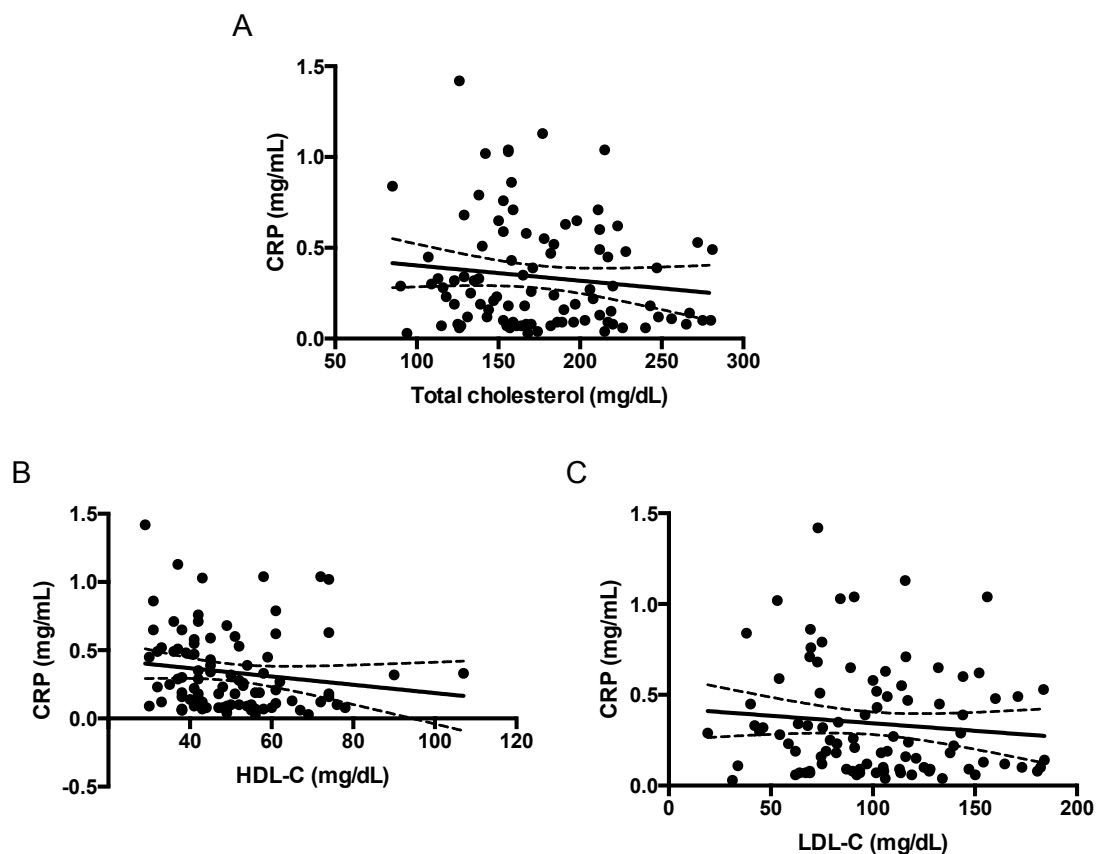 A
1.5
1.0
0.5
0.0
CRP (mg/mL)
50 100 150 200 250 300
Total cholesterol (mg/dL)
B
1.5
1.0
0.5
0.0
-0.5
CRP (mg/mL)
40 60 80 100 120
HDL-C (mg/dL)
C
1.5
1.0
0.5
0.0
CRP (mg/mL)
0 50 100 150 200
LDL-C (mg/dL)